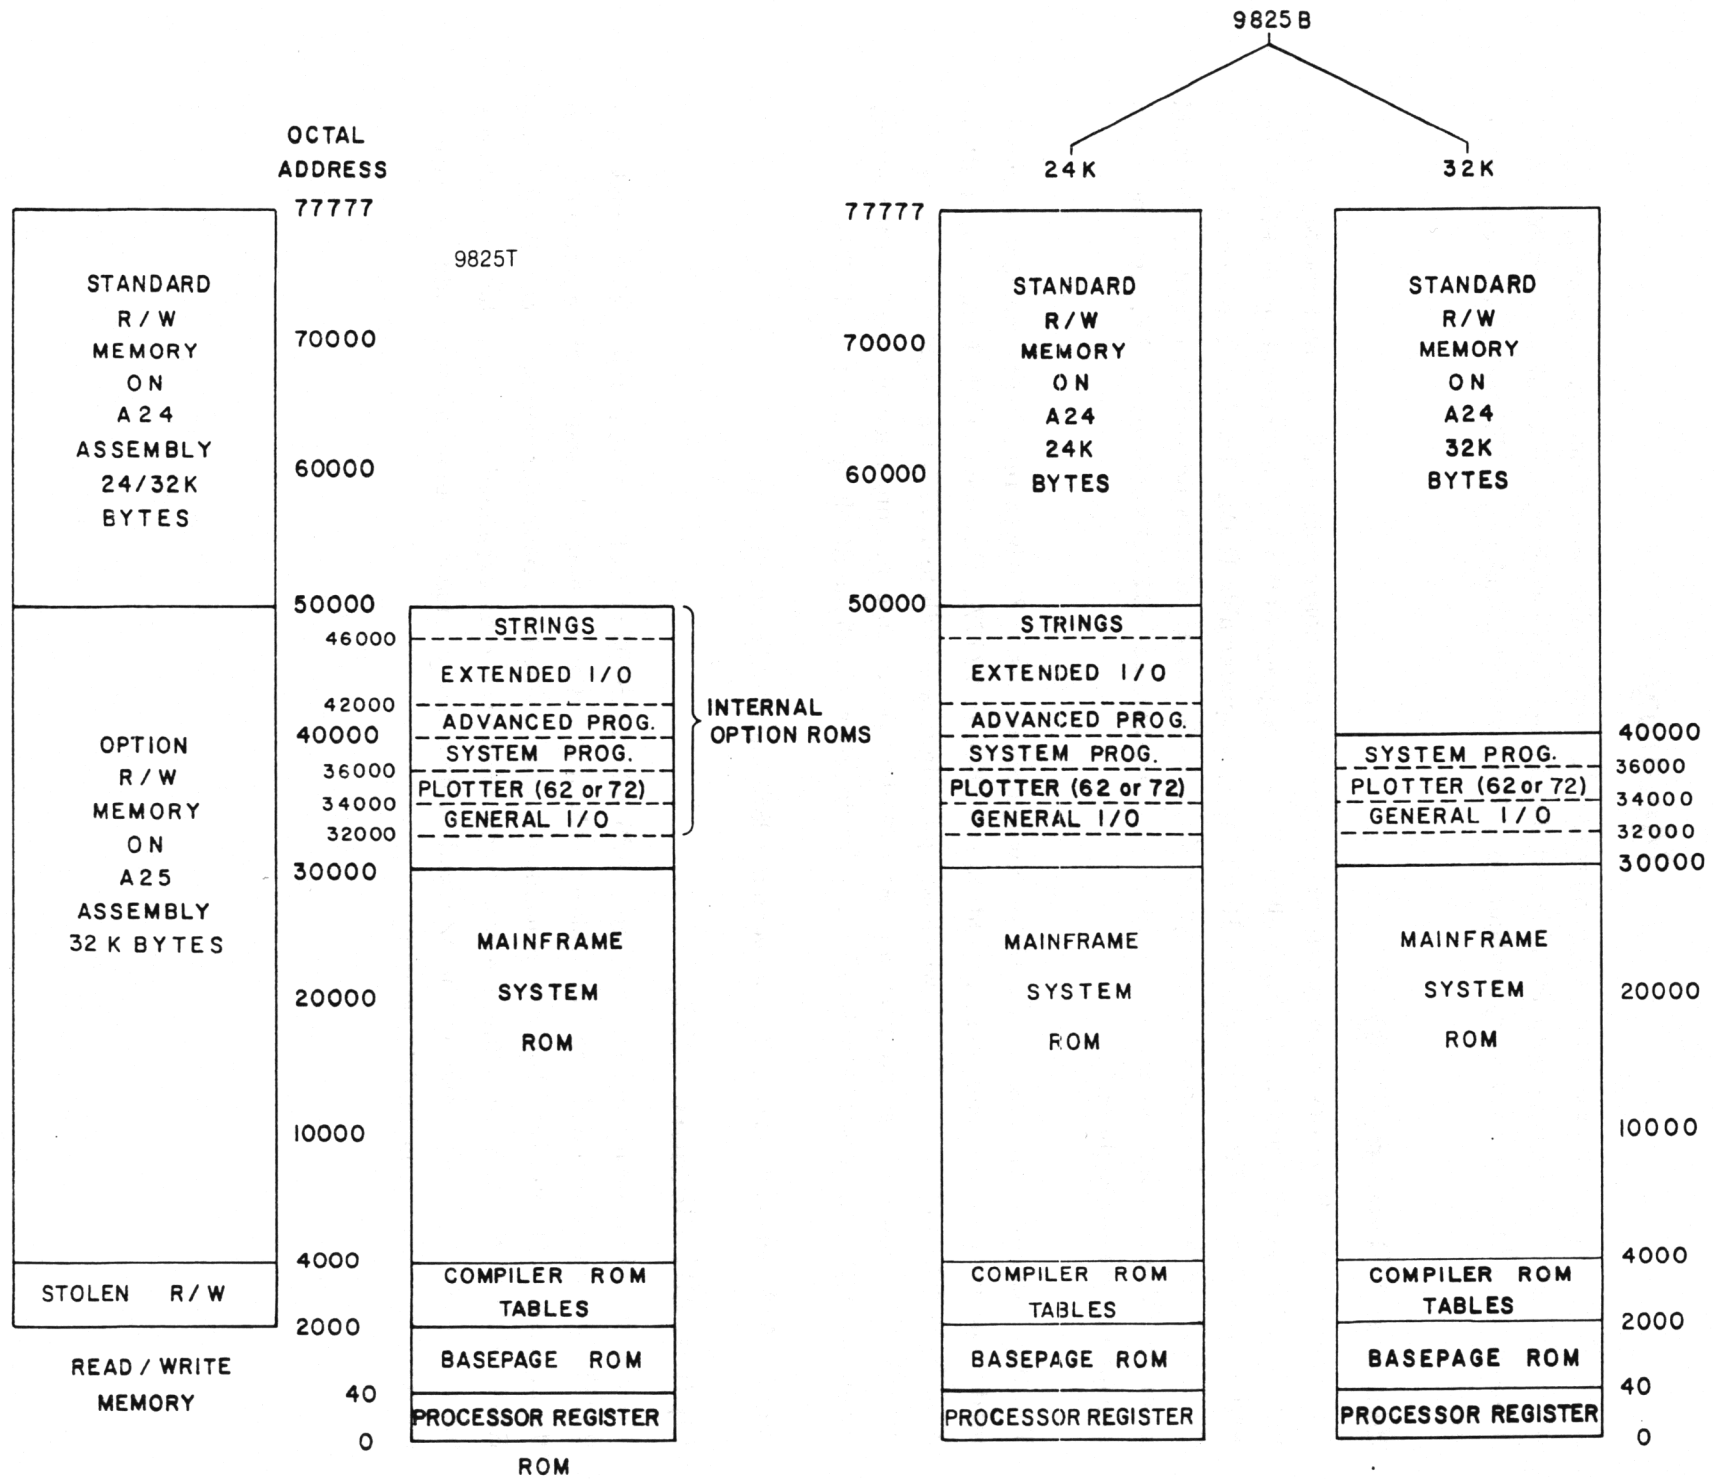 9825B
24K
32K
OCTAL
ADDRESS
77777
STANDARD
R/W
MEMORY
ON
A24
ASSEMBLY
24/32K
BYTES
OPTION
R/W
MEMORY
ON
A25
ASSEMBLY
32 K BYTES
STOLEN R/W
READ / WRITE
MEMORY
70000
60000
50000
46000
42000
40000
36000
34000
32000
30000
20000
10000
4000
2000
40
0
9825T
STRINGS
EXTENDED I/O
ADVANCED PROG.
SYSTEM PROG.
PLOTTER (62 or 72)
GENERAL I/O
MAINFRAME
SYSTEM
ROM
COMPILER ROM
TABLES
BASEPAGE ROM
PROCESSOR REGISTER
ROM
INTERNAL
OPTION ROMS
77777
70000
60000
50000
STANDARD
R/W
MEMORY
ON
A24
24K
BYTES
STRINGS
EXTENDED I/O
ADVANCED PROG.
SYSTEM PROG.
PLOTTER (62 or 72)
GENERAL I/O
MAINFRAME
SYSTEM
ROM
COMPILER ROM
TABLES
BASEPAGE ROM
PROCESSOR REGISTER
STANDARD
R/W
MEMORY
ON
A24
32K
BYTES
SYSTEM PROG.
PLOTTER (62 or 72)
GENERAL I/O
MAINFRAME
SYSTEM
ROM
COMPILER ROM
TABLES
BASEPAGE ROM
PROCESSOR REGISTER
40000
36000
34000
32000
30000
20000
10000
4000
2000
40
0